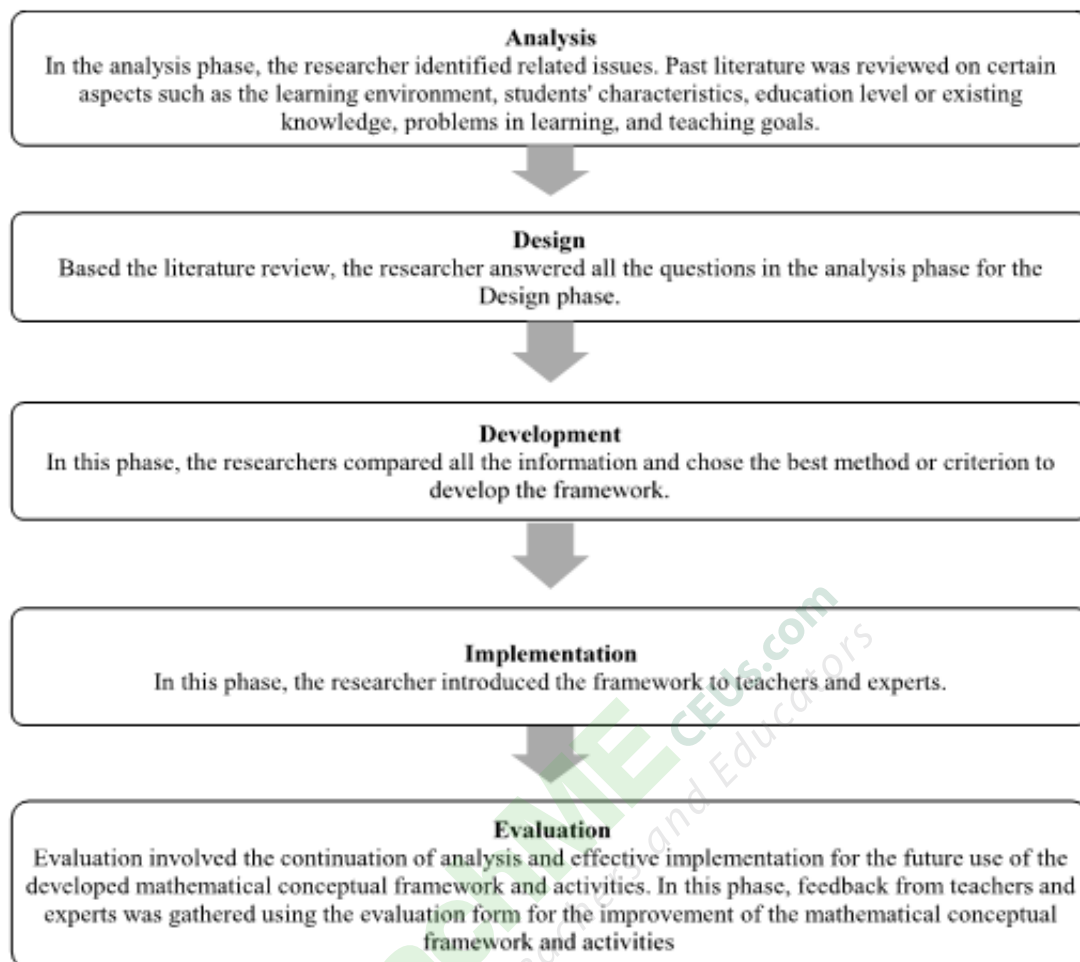 Analysis
In the analysis phase, the researcher identified related issues. Past literature was reviewed on certain
aspects such as the learning environment, students' characteristics, education level or existing
knowledge, problems in learning, and teaching goals.
Design
Based the literature review, the researcher answered all the questions in the analysis phase for the
Design phase.
Development
In this phase, the researchers compared all the information and chose the best method or criterion to
develop the framework.
Implementation
In this phase, the researcher introduced the framework to teachers and experts.
Evaluation
Evaluation involved the continuation of analysis and effective implementation for the future use of the
developed mathematical conceptual framework and activities. In this phase, feedback from teachers and
experts was gathered using the evaluation form for the improvement of the mathematical conceptual
framework and activities
CEUs.com
and Educators